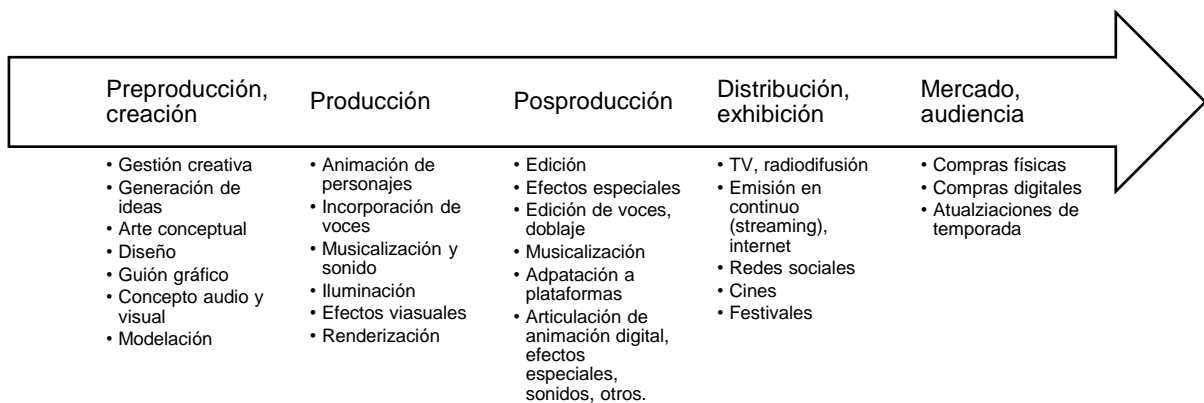 Preproducción,
creación
• Gestión creativa
• Generación de
ideas
• Arte conceptual
• Diseño
• Guión gráfico
• Concepto audio y
visual
• Modelación
Producción
• Animación de
personajes
• Incorporación de
voces
• Musicalización y
sonido
• Iluminación
• Efectos viasuales
• Renderización
Posproducción
• Edición
• Efectos especiales
• Edición de voces,
doblaje
• Musicalización
• Adpatación a
plataformas
• Articulación de
animación digital,
efectos
especiales,
sonidos, otros.
Distribución,
exhibición
• TV, radiodifusión
• Emisión en
continuo
(streaming),
internet
• Redes sociales
• Cines
• Festivales
Mercado,
audiencia
• Compras físicas
• Compras digitales
• Atualziaciones de
temporada